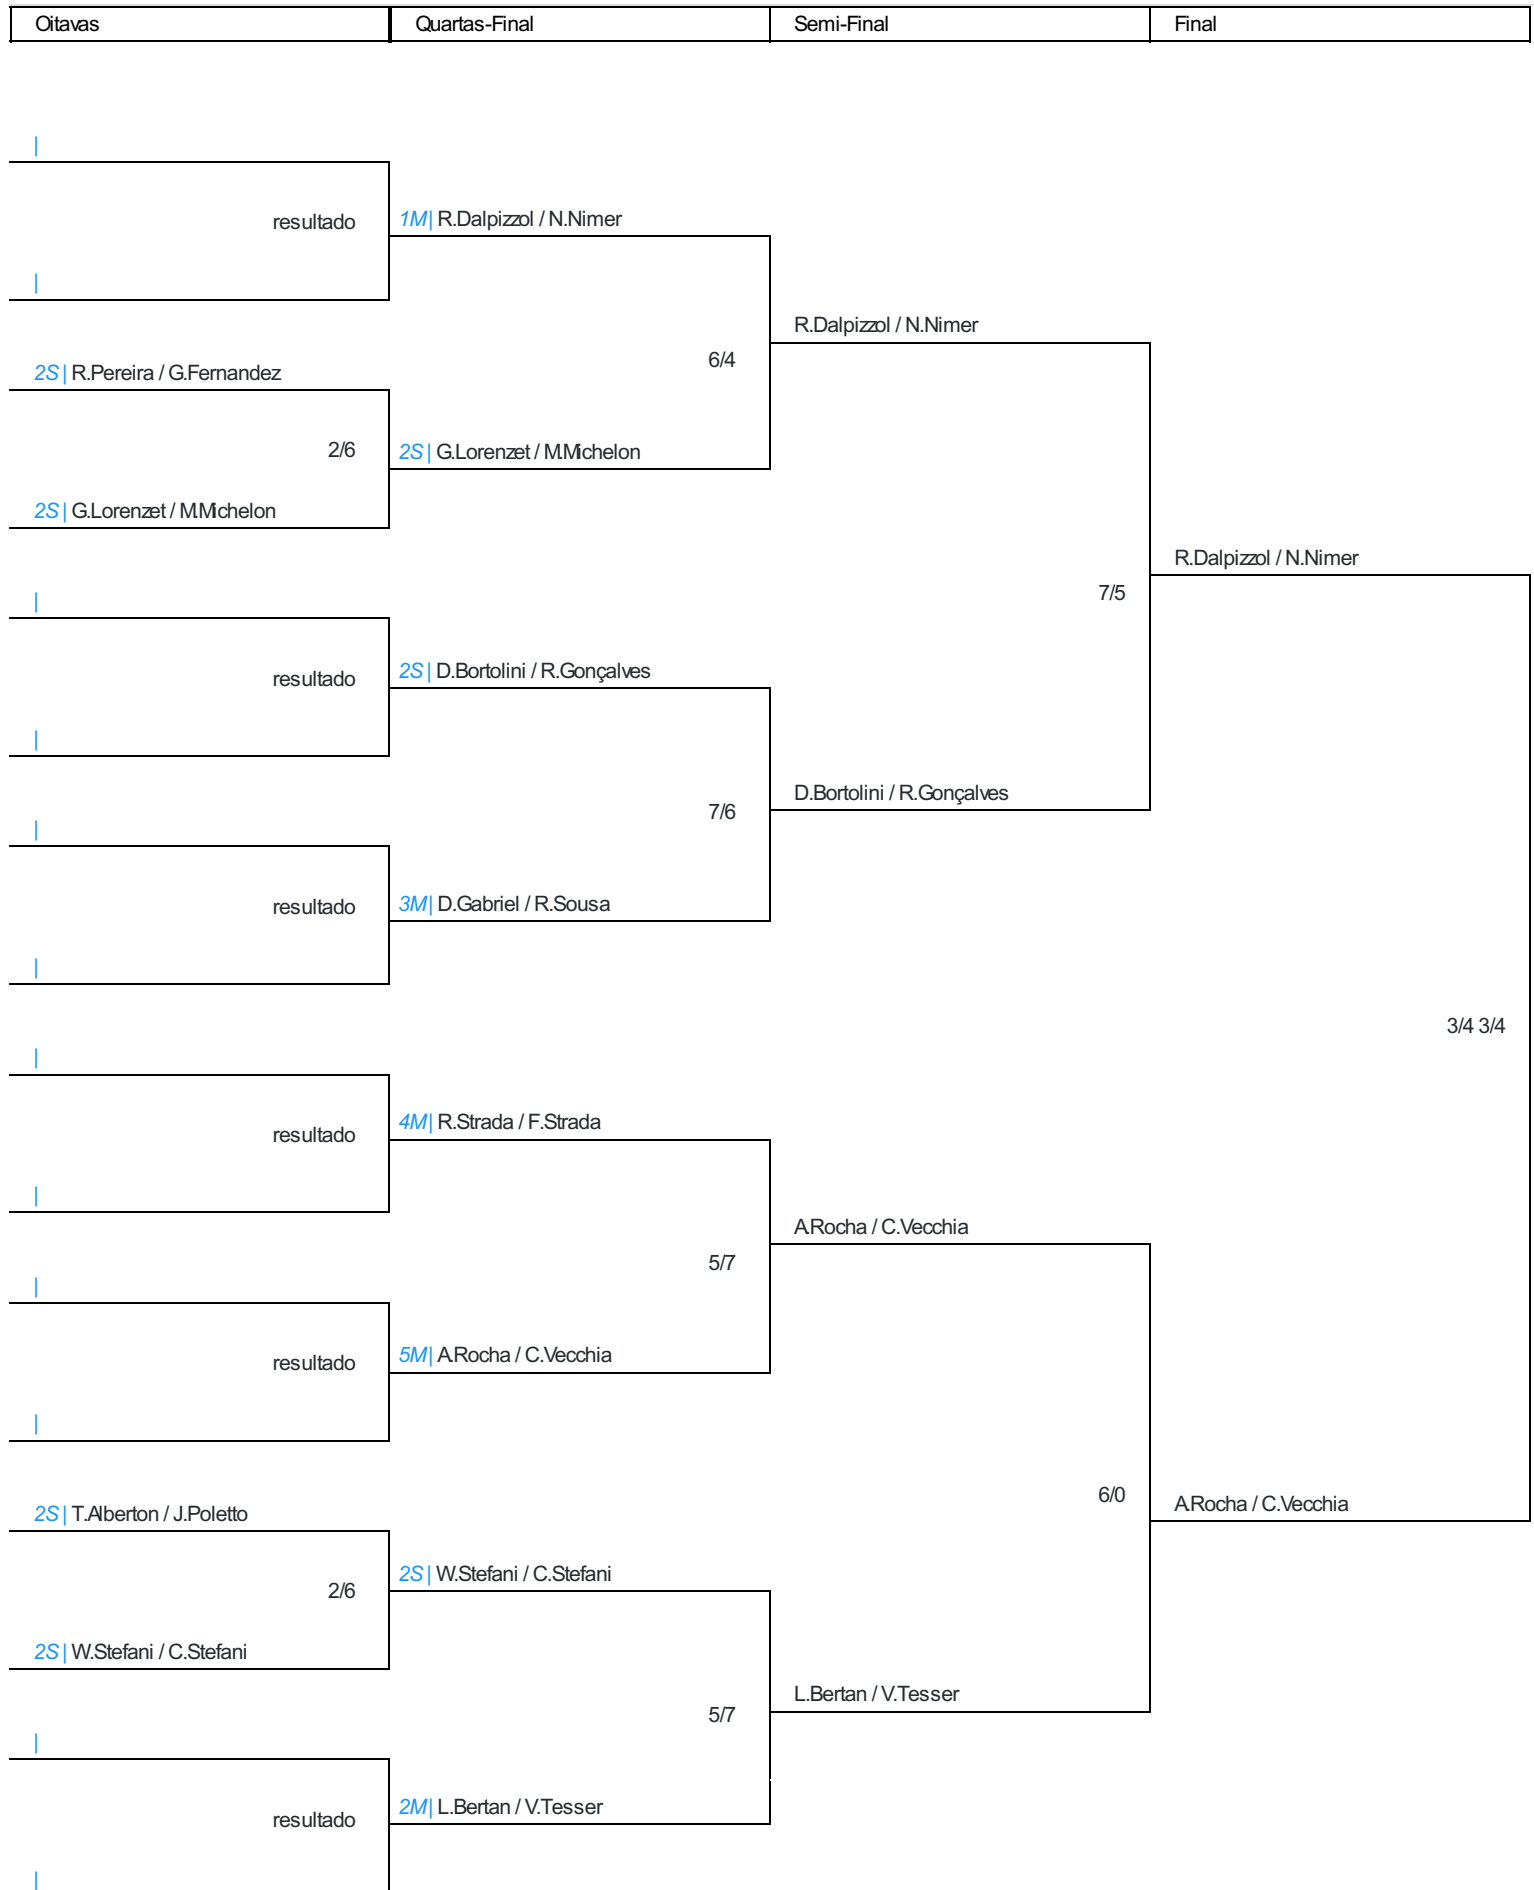 Oitavas
Quartas-Final
Semi-Final
Final
|
resultado
1M| R.Dalpizzol / N.Nimer
|
R.Dalpizzol / N.Nimer
6/4
2S| R.Pereira / G.Fernandez
2/6
2S| G.Lorenzet / M.Michelon
2S| G.Lorenzet / M.Michelon
R.Dalpizzol / N.Nimer
7/5
|
resultado
2S| D.Bortolini / R.Gonçalves
|
D.Bortolini / R.Gonçalves
7/6
|
resultado
3M| D.Gabriel / R.Sousa
|
3/4 3/4
|
resultado
4M| R.Strada / F.Strada
|
A.Rocha / C.Vecchia
5/7
|
resultado
5M| A.Rocha / C.Vecchia
|
6/0
A.Rocha / C.Vecchia
2S| T.Alberton / J.Poletto
2/6
2S| W.Stefani / C.Stefani
2S| W.Stefani / C.Stefani
L.Bertan / V.Tesser
5/7
|
resultado
2M| L.Bertan / V.Tesser
|